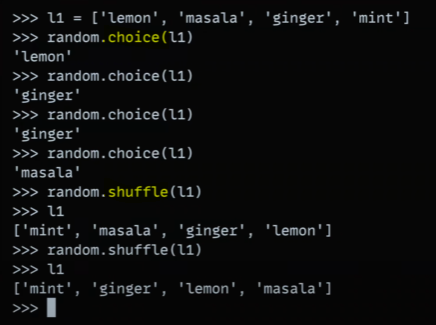 >>> l1 = ['lemon', 'masala', 'ginger', 'mint']
>>> random.choice(l1)
'lemon'
>>> random.choice(l1)
'ginger'
>>> random.choice(l1)
'ginger'
>>> random.choice(l1)
'masala'
>>> random.shuffle(l1)
>>> l1
['mint', 'masala', 'ginger', 'lemon']
>>> random.shuffle(l1)
>>> l1
['mint', 'ginger', 'lemon', 'masala']
>>>